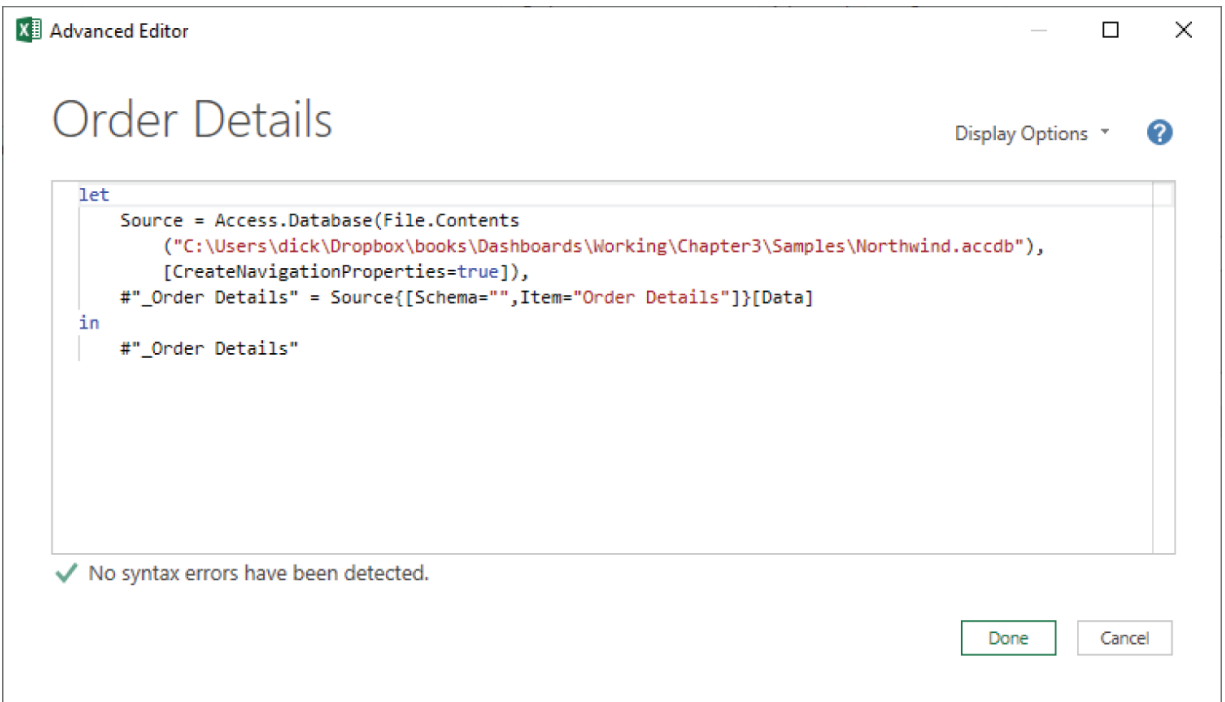 Advanced Editor
Order Details
Display Options
?
let
    Source = Access.Database(File.Contents
        ("C:\Users\dick\Dropbox\books\Dashboards\Working\Chapter3\Samples\Northwind.accdb"),
        [CreateNavigationProperties=true]),
    #"_Order Details" = Source{[Schema="",Item="Order Details"]}[Data]
in
    #"_Order Details"
No syntax errors have been detected.
Done
Cancel